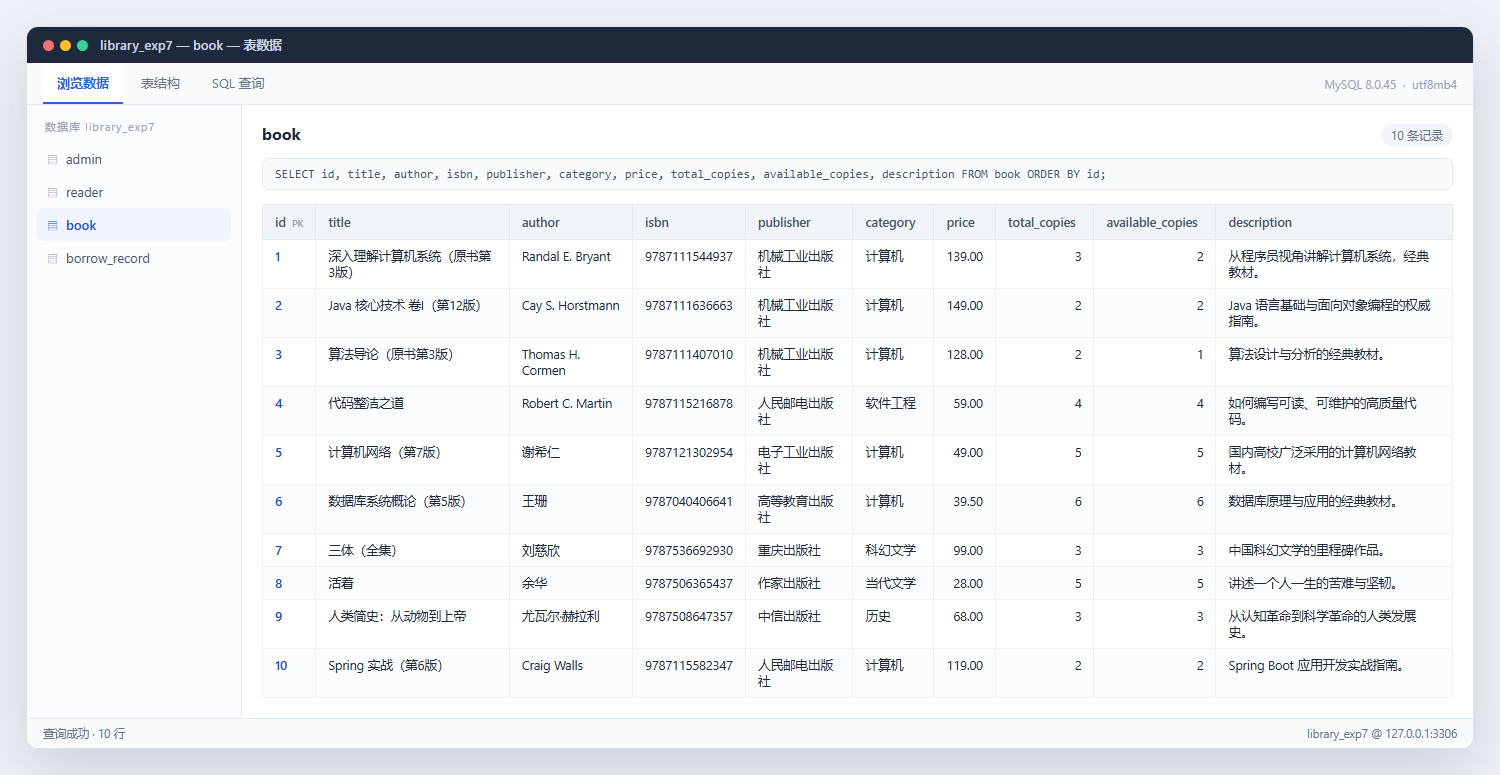 library_exp7 — book — 表数据
浏览数据 表结构 SQL 查询 MySQL 8.0.45 · utf8mb4
数据库 library_exp7
admin
reader
book
borrow_record
book 10 条记录
SELECT id, title, author, isbn, publisher, category, price, total_copies, available_copies, description FROM book ORDER BY id;
id PK title author isbn publisher category price total_copies available_copies description
1 深入理解计算机系统（原书第 Randal E. Bryant 9787111544937 机械工业出版 计算机 139.00 3 2 从程序员视角讲解计算机系统，经典
3版） 社 教材。
2 Java 核心技术 卷I（第12版） Cay S. Horstmann 9787111636663 机械工业出版 计算机 149.00 2 2 Java 语言基础与面向对象编程的权威
社 指南。
3 算法导论（原书第3版） Thomas H. 9787111407010 机械工业出版 计算机 128.00 2 1 算法设计与分析的经典教材。
Cormen 社
4 代码整洁之道 Robert C. Martin 9787115216878 人民邮电出版 软件工程 59.00 4 4 如何编写可读、可维护的高质量代
社 码。
5 计算机网络（第7版） 谢希仁 9787121302954 电子工业出版 计算机 49.00 5 5 国内高校广泛采用的计算机网络教
社 材。
6 数据库系统概论（第5版） 王珊 9787040406641 高等教育出版 计算机 39.50 6 6 数据库原理与应用的经典教材。
社
7 三体（全集） 刘慈欣 9787536692930 重庆出版社 科幻文学 99.00 3 3 中国科幻文学的里程碑作品。
8 活着 余华 9787506365437 作家出版社 当代文学 28.00 5 5 讲述一个人一生的苦难与坚韧。
9 人类简史：从动物到上帝 尤瓦尔·赫拉利 9787508647357 中信出版社 历史 68.00 3 3 从认知革命到科学革命的人类发展
史。
10 Spring 实战（第6版） Craig Walls 9787115582347 人民邮电出版 计算机 119.00 2 2 Spring Boot 应用开发实战指南。
社
查询成功 · 10 行 library_exp7 @ 127.0.0.1:3306